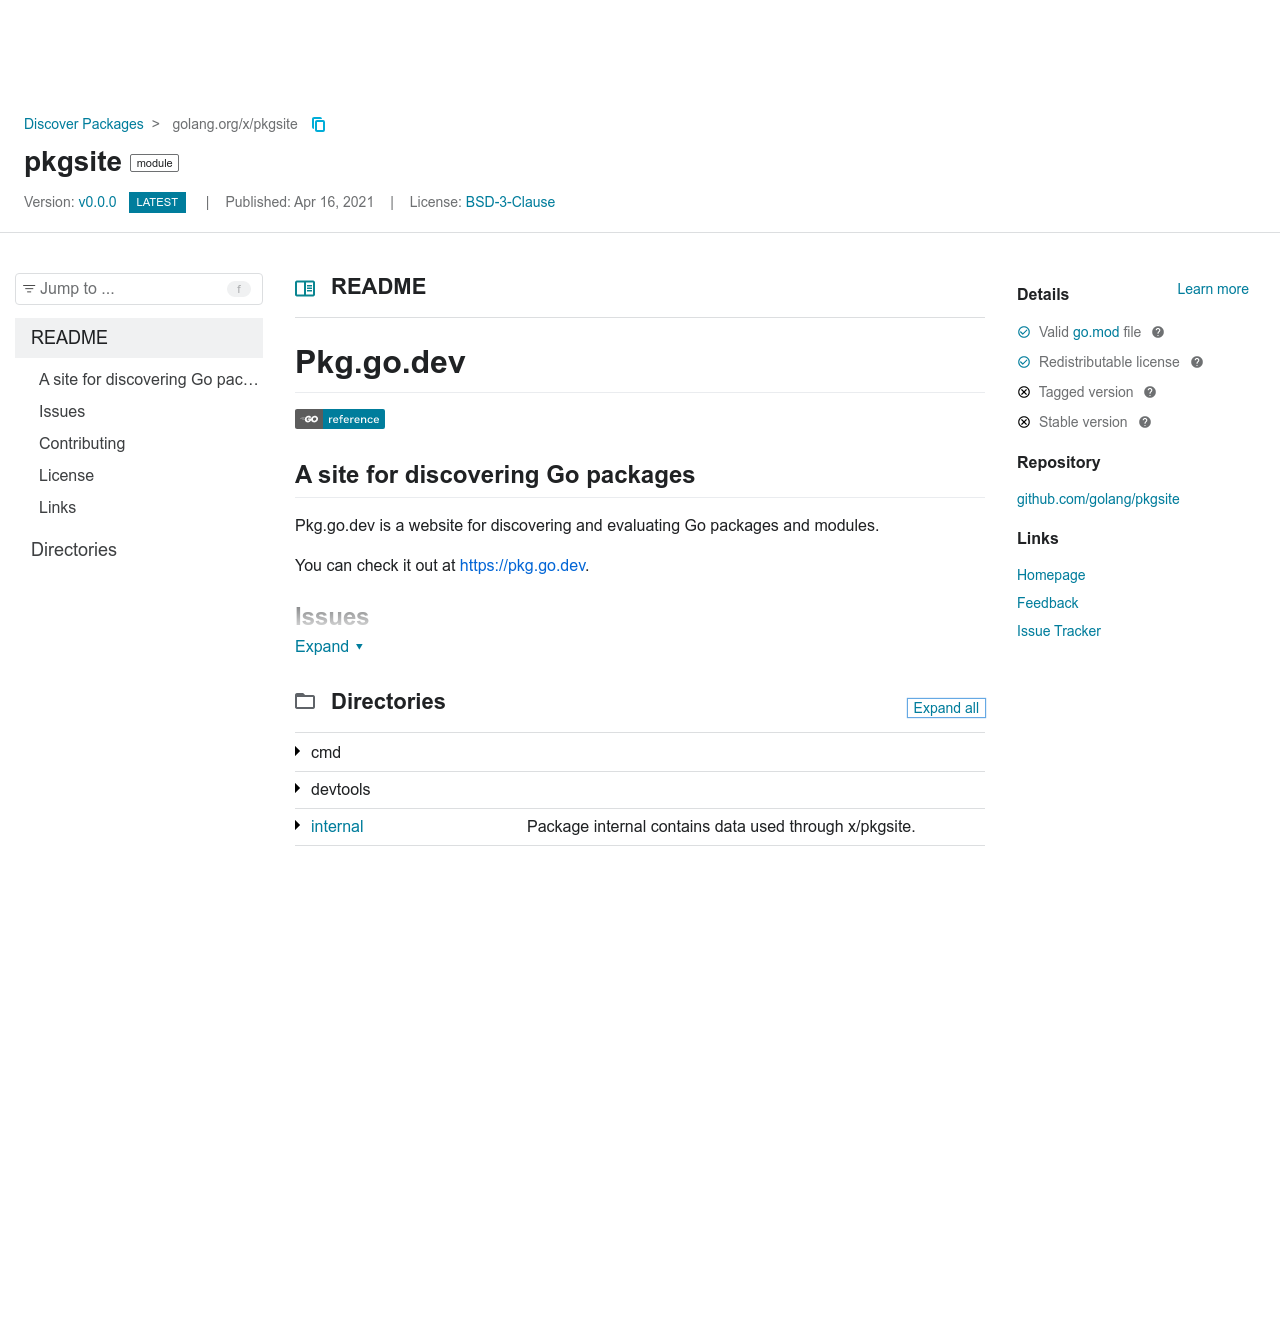 Discover Packages > golang.org/x/pkgsite
pkgsite module
Version: v0.0.0 LATEST | Published: Apr 16, 2021 | License: BSD-3-Clause
Jump to ... f
README
A site for discovering Go pac…
Issues
Contributing
License
Links
Directories
README
Pkg.go.dev
GO reference
A site for discovering Go packages
Pkg.go.dev is a website for discovering and evaluating Go packages and modules.
You can check it out at https://pkg.go.dev.
Issues
Expand ▾
Directories
Expand all
cmd
devtools
internal Package internal contains data used through x/pkgsite.
Details Learn more
Valid go.mod file ?
Redistributable license ?
Tagged version ?
Stable version ?
Repository
github.com/golang/pkgsite
Links
Homepage
Feedback
Issue Tracker